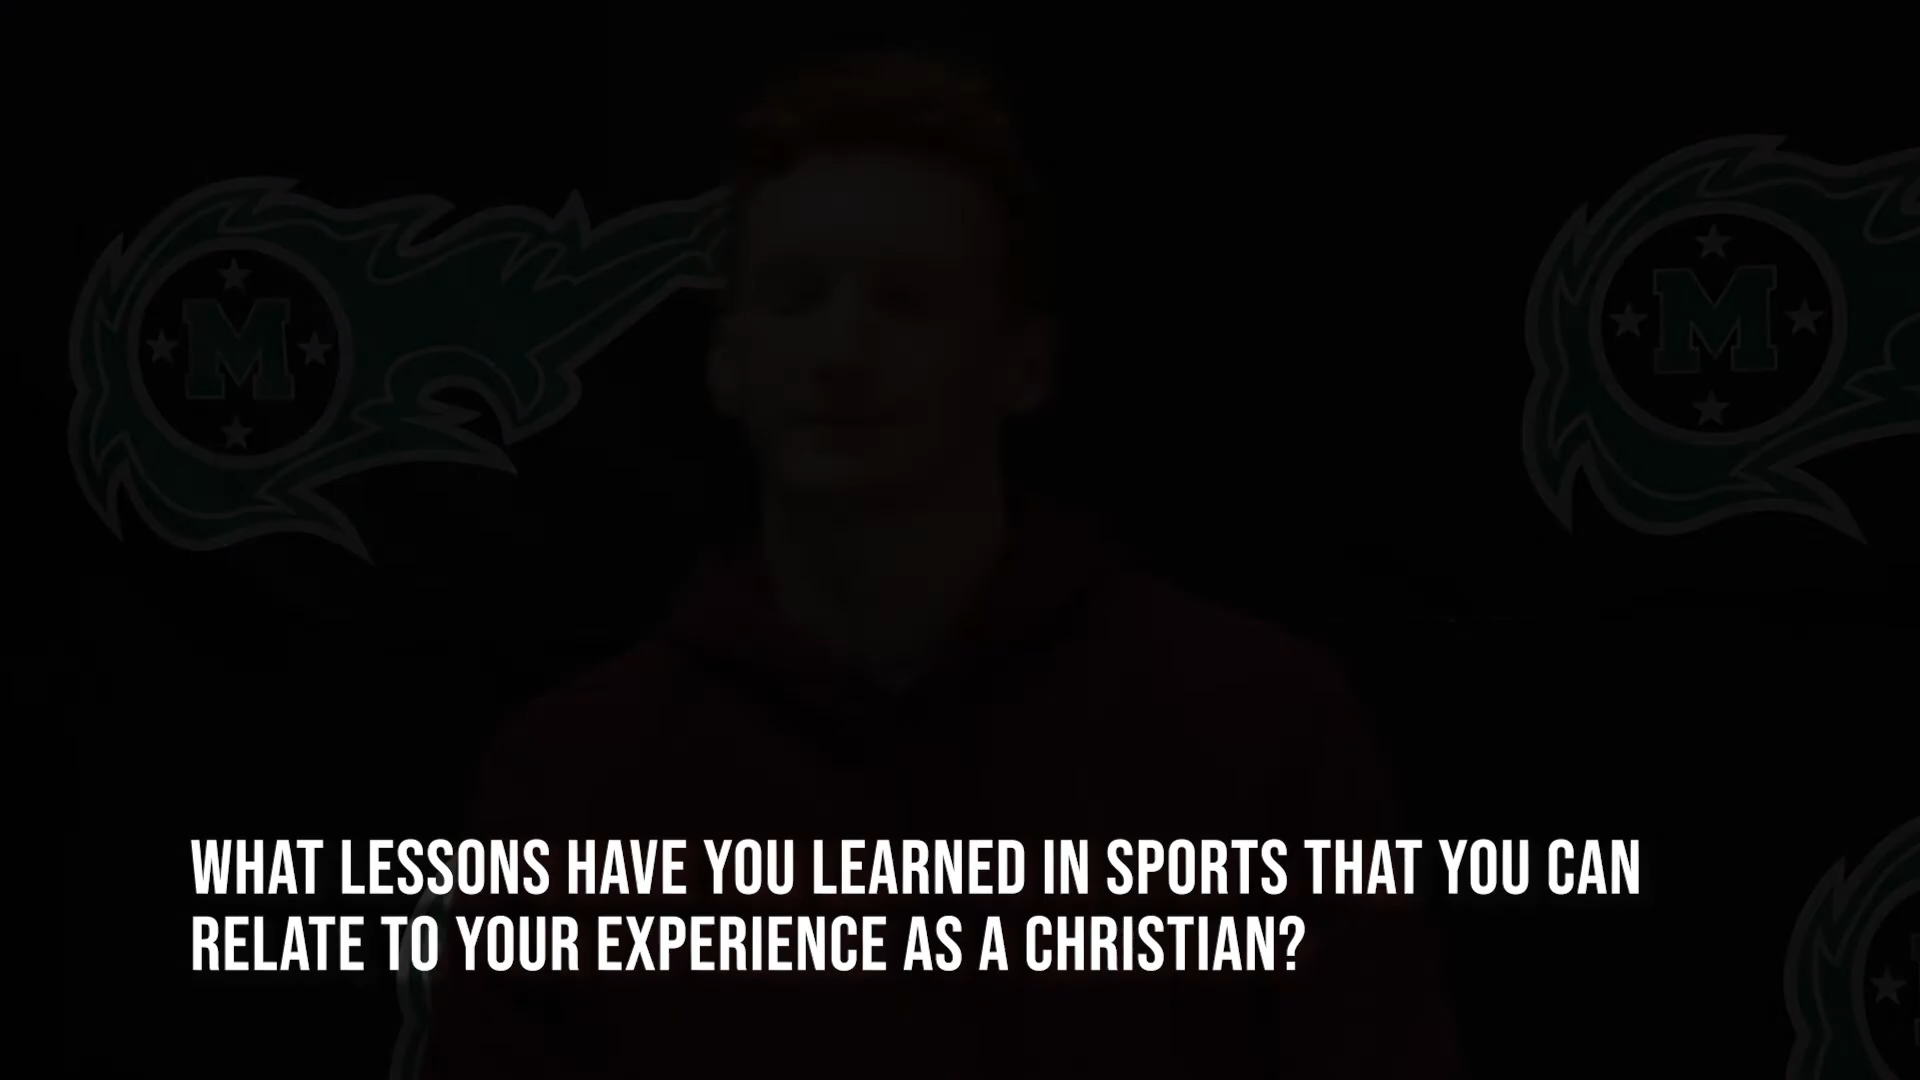 M
M
WHAT LESSONS HAVE YOU LEARNED IN SPORTS THAT YOU CAN
RELATE TO YOUR EXPERIENCE AS A CHRISTIAN?